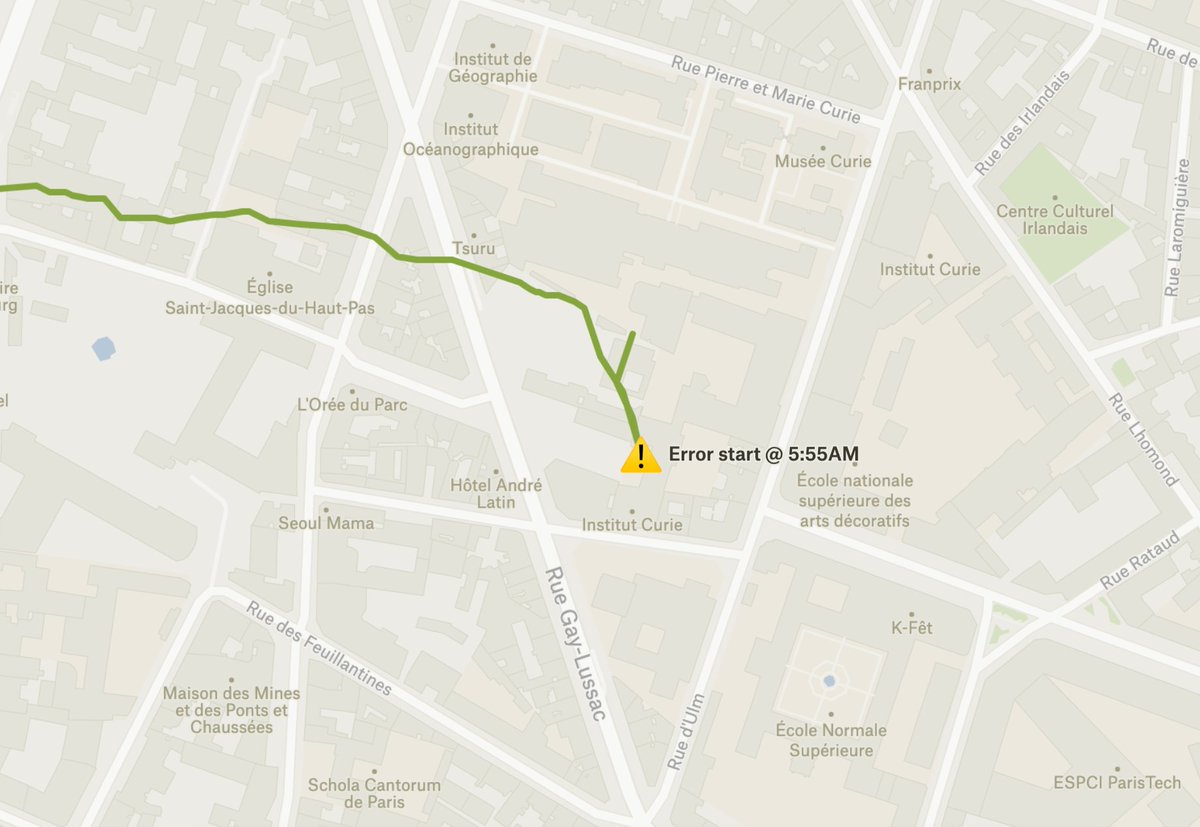 Institut de
Géographie
Rue Pierre et Marie Curie
Franprix
Rue de
Rue des Irlandais
Institut
Océanographique
Musée Curie
Rue Laromiguière
Centre Culturel
Irlandais
Tsuru
Institut Curie
Église
Saint-Jacques-du-Haut-Pas
ire
rg
L'Orée du Parc
el
Rue Lhomond
Error start @ 5:55AM
Hôtel André
Latin
École nationale
supérieure des
arts décoratifs
Seoul Mama
Institut Curie
Rue Rataud
Rue Gay-Lussac
Rue des Feuillantines
K-Fêt
Maison des Mines
et des Ponts et
Chaussées
Rue d'Ulm
École Normale
Supérieure
Schola Cantorum
de Paris
ESPCI ParisTech